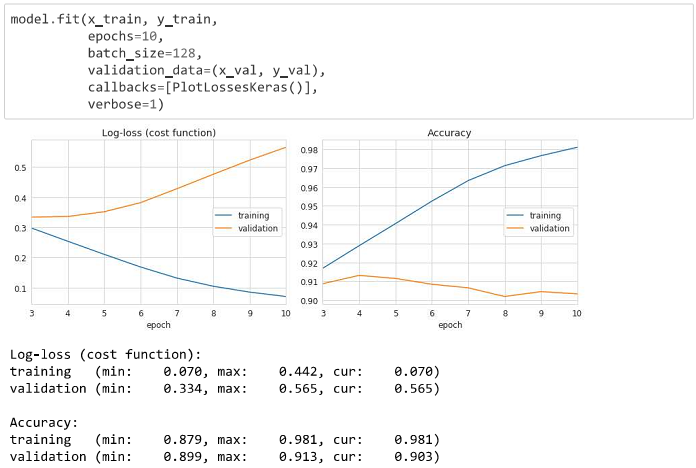 model.fit(x_train, y_train,
epochs=10,
batch_size=128,
validation_data=(x_val, y_val),
callbacks=[PlotLossesKeras()],
verbose=1)
Log-loss (cost function)
0.5
0.4
0.3
0.2
0.1
training
validation
3 4 5 6 7 8 9 10
epoch
Accuracy
0.98
0.97
0.96
0.95
0.94
0.93
0.92
0.91
0.90
training
validation
3 4 5 6 7 8 9 10
epoch
Log-loss (cost function):
training (min: 0.070, max: 0.442, cur: 0.070)
validation (min: 0.334, max: 0.565, cur: 0.565)
Accuracy:
training (min: 0.879, max: 0.981, cur: 0.981)
validation (min: 0.899, max: 0.913, cur: 0.903)